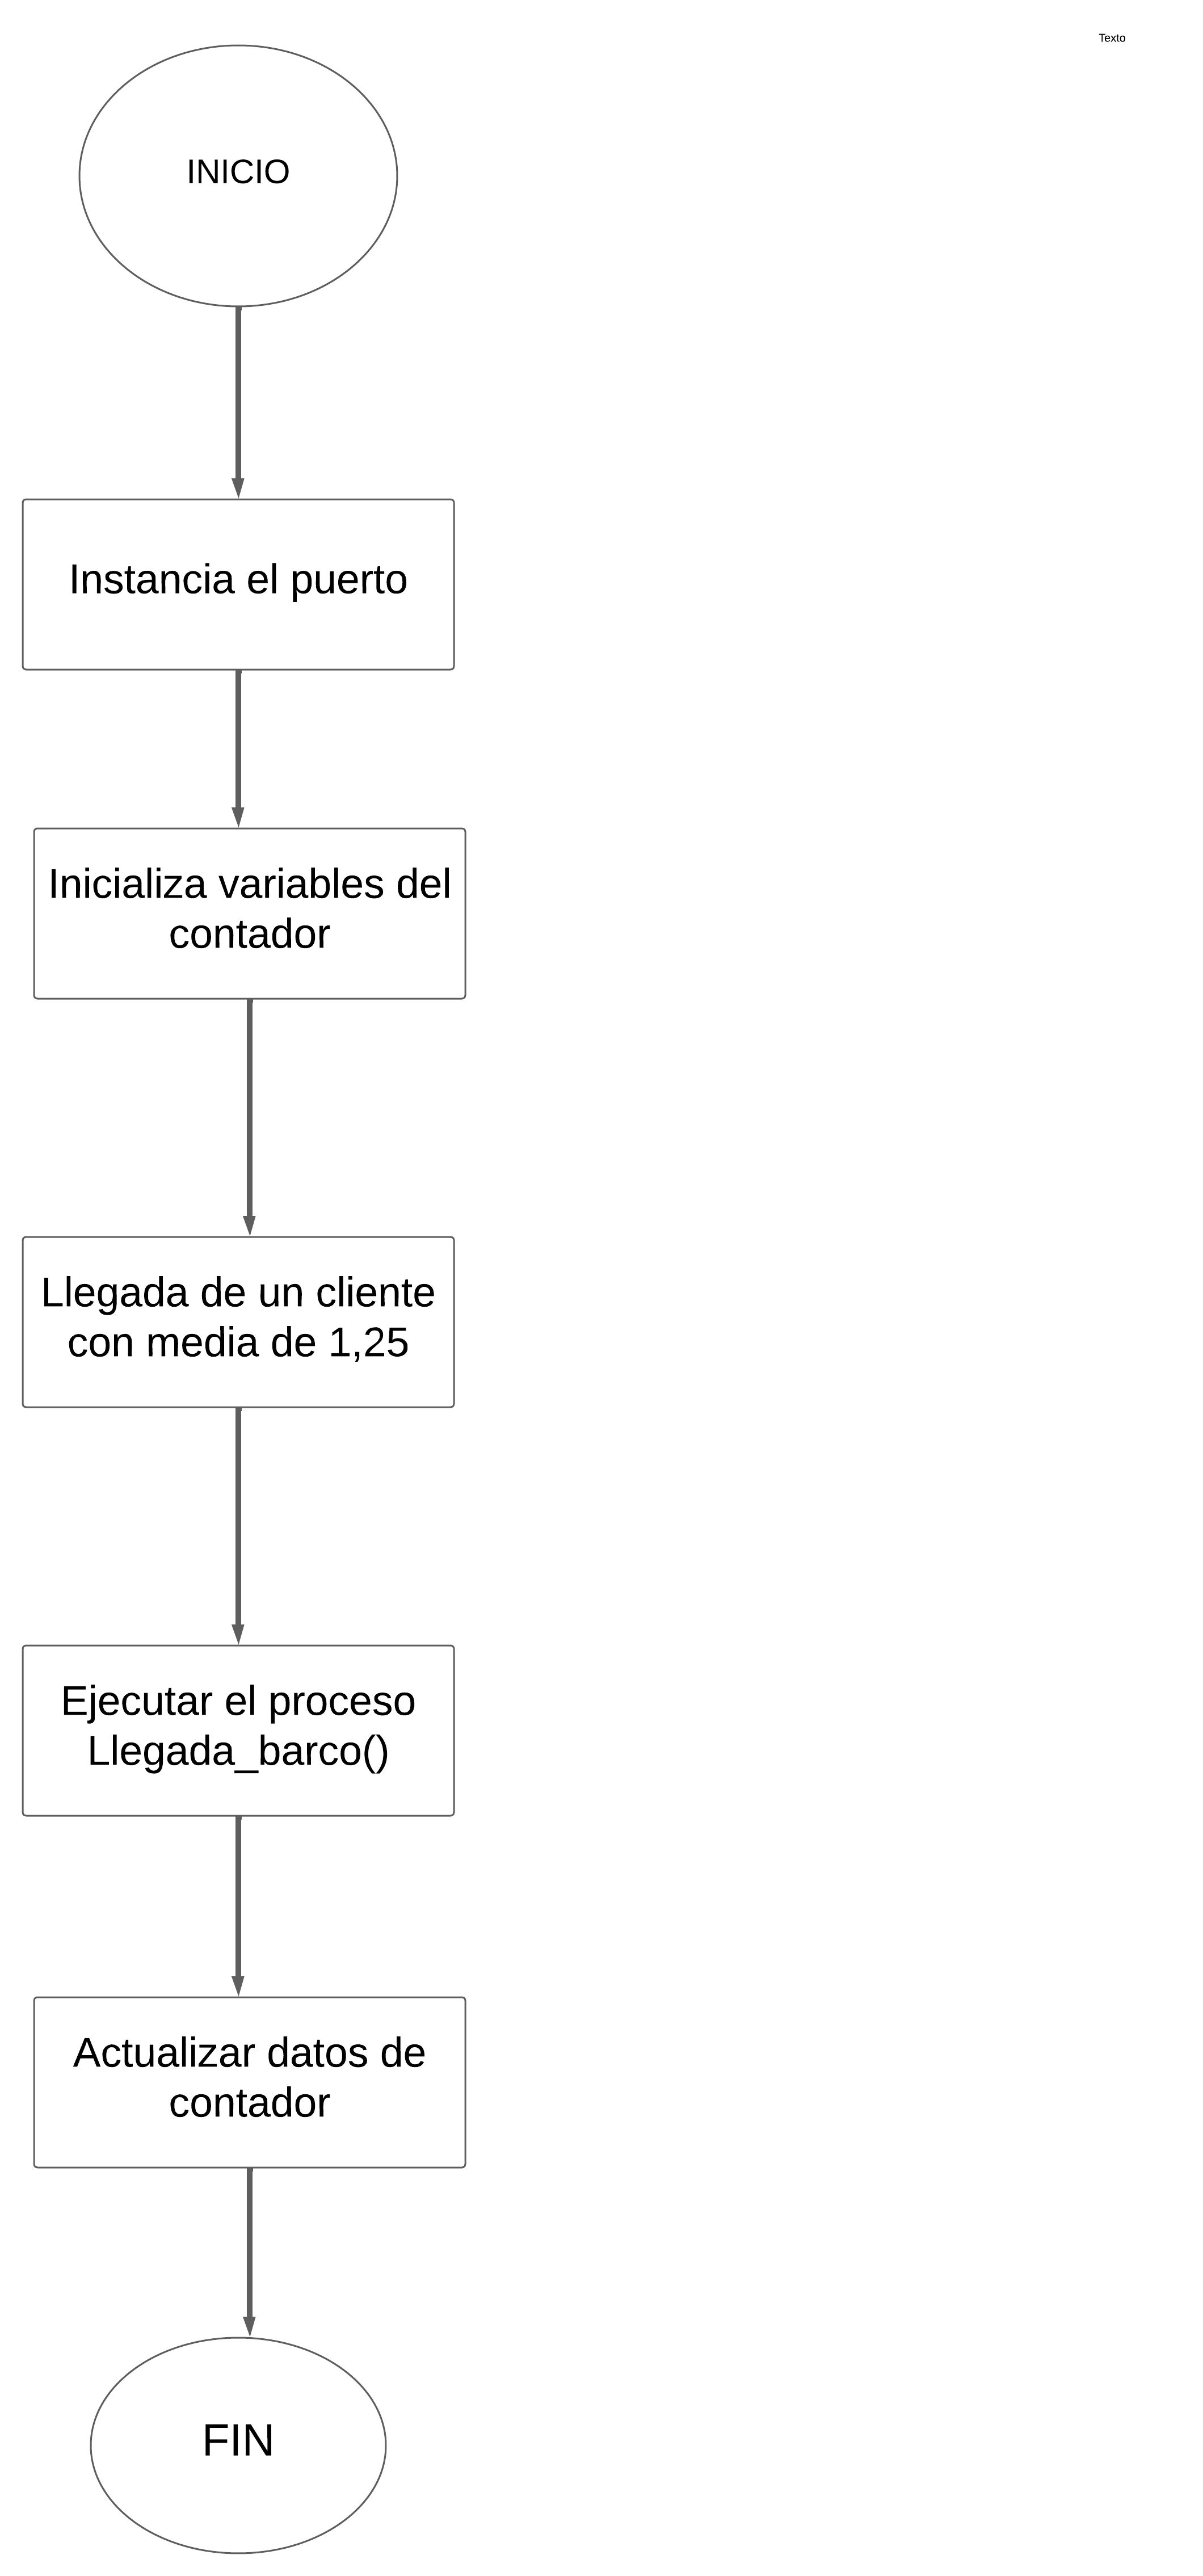 Texto
INICIO
Instancia el puerto
Inicializa variables del
contador
Llegada de un cliente
con media de 1,25
Ejecutar el proceso
Llegada_barco()
Actualizar datos de
contador
FIN